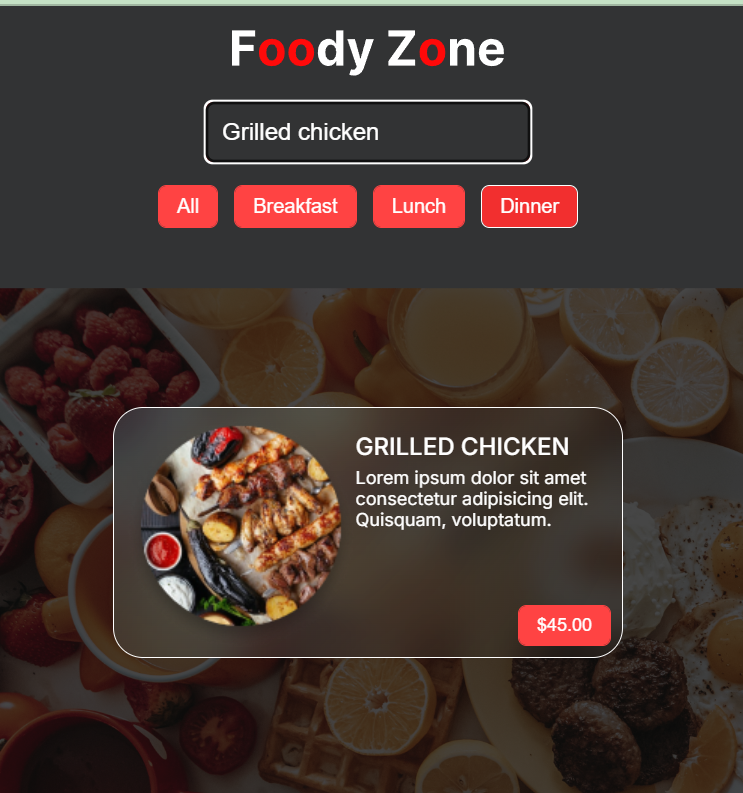 Foody Zone
Grilled chicken
All
Breakfast
Lunch
Dinner
GRILLED CHICKEN
Lorem ipsum dolor sit amet
consectetur adipisicing elit.
Quisquam, voluptatum.
$45.00